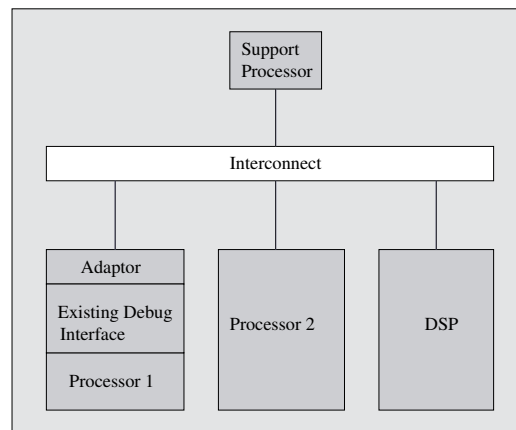 Support
Processor
Interconnect
Adaptor
Existing Debug
Interface
Processor 1
Processor 2
DSP